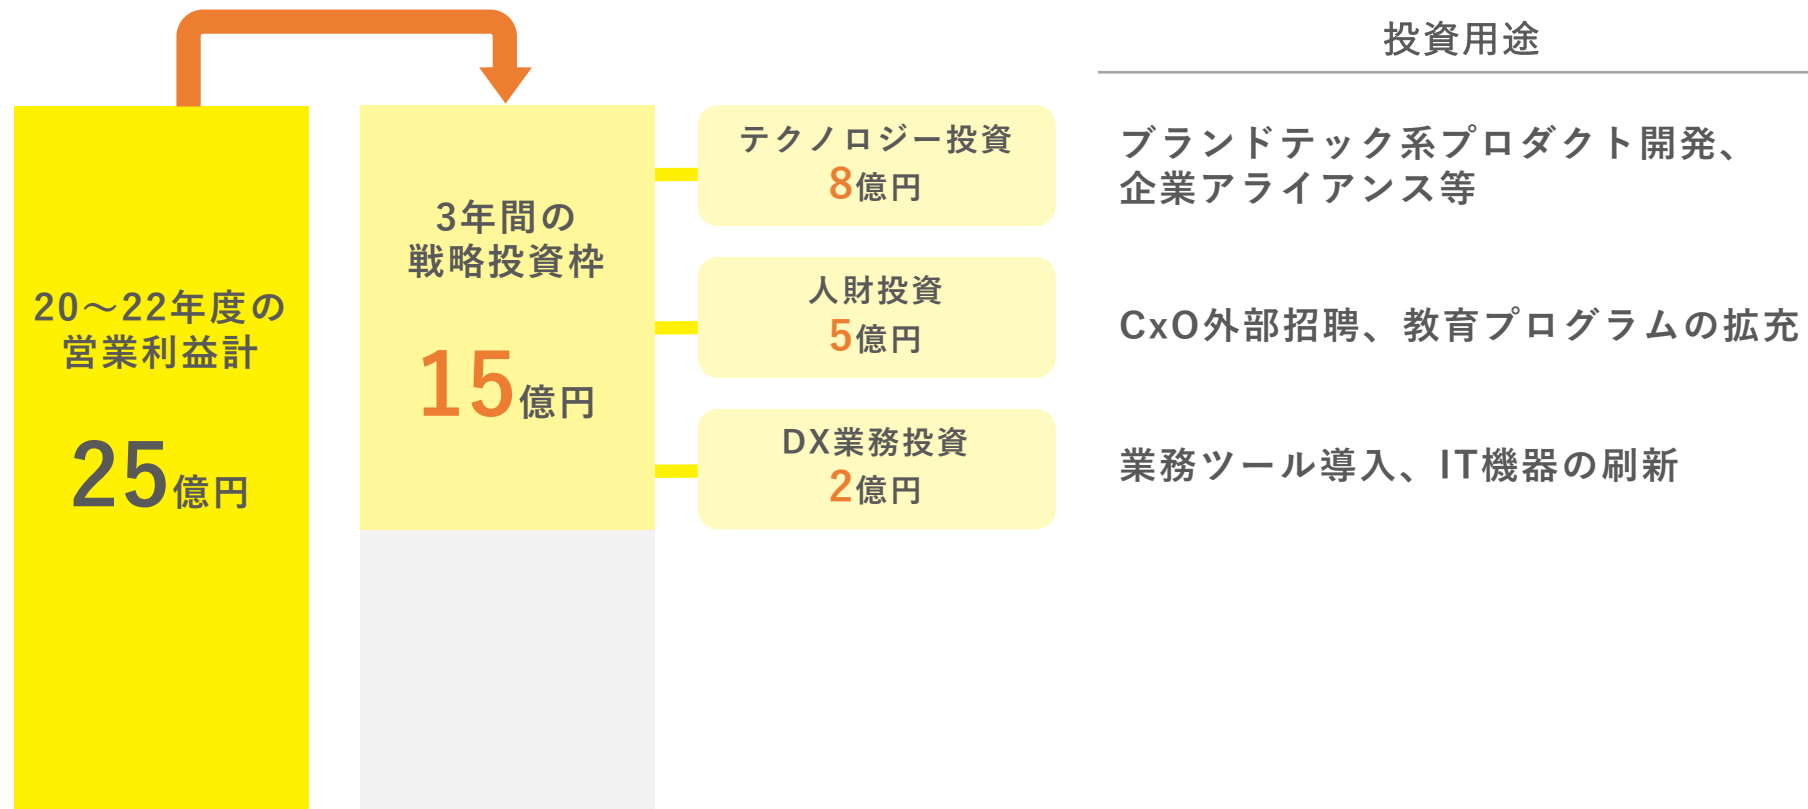 投資用途
20～22年度の
営業利益計
25億円
3年間の
戦略投資枠
15億円
テクノロジー投資
8億円
ブランドテック系プロダクト開発、
企業アライアンス等
人財投資
5億円
CxO外部招聘、教育プログラムの拡充
DX業務投資
2億円
業務ツール導入、IT機器の刷新